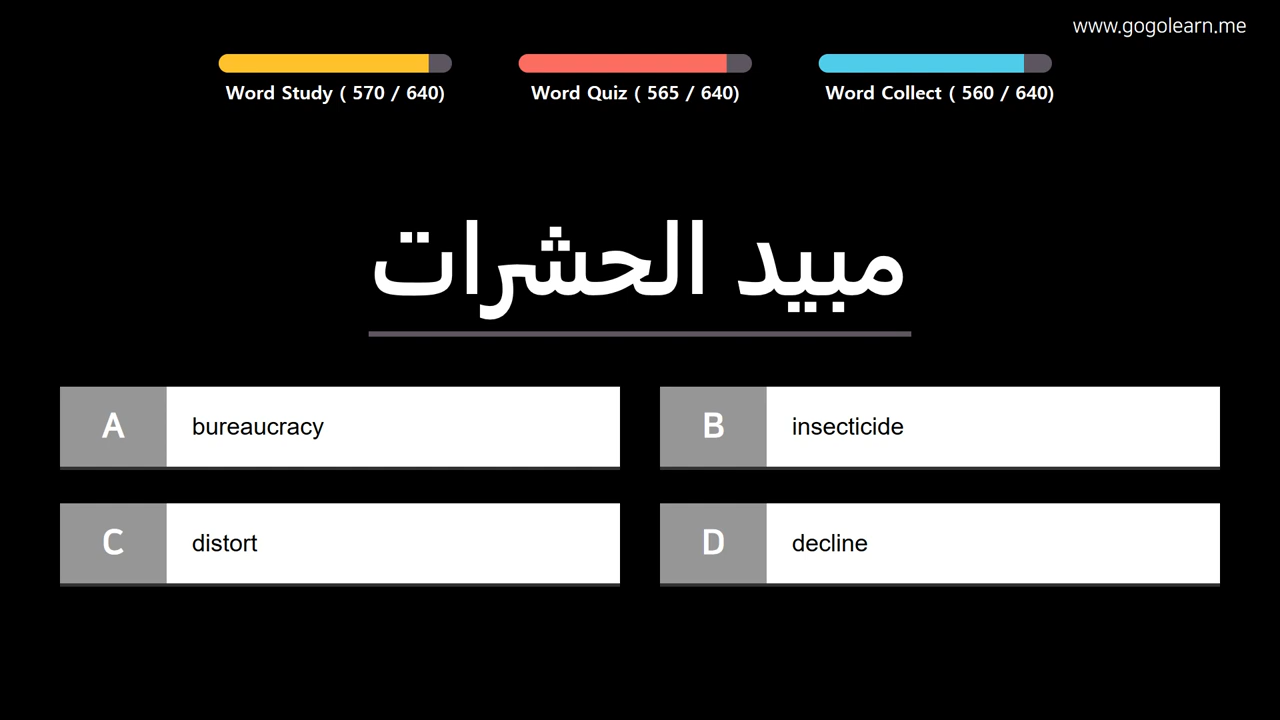 www.gogolearn.me
Word Study ( 570 / 640)
Word Quiz ( 565 / 640)
Word Collect ( 560 / 640)
مبيد الحشرات
A bureaucracy
B insecticide
C distort
D decline